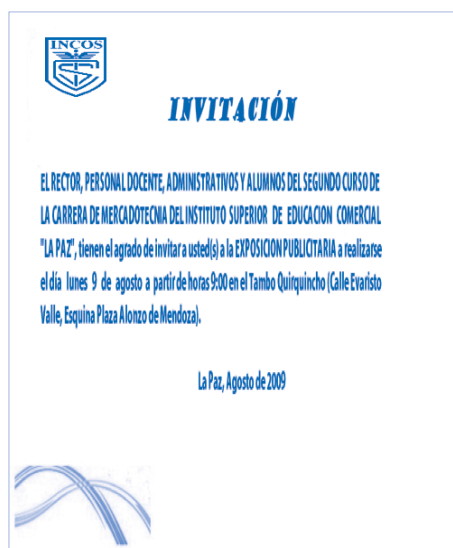 INCOS
INVITACIÓN
EL RECTOR, PERSONAL DOCENTE, ADMINISTRATIVOS Y ALUMNOS DEL SEGUNDO CURSO DE
LA CARRERA DE MERCADOTECNIA DEL INSTITUTO SUPERIOR DE EDUCACION COMERCIAL
"LA PAZ", tienen el agrado de invitar a usted(s) a la EXPOSICION PUBLICITARIA a realizarse
el día lunes 9 de agosto a partir de horas 9:00 en el Tambo Quirquincho (Calle Evaristo
Valle, Esquina Plaza Alonzo de Mendoza).
La Paz, Agosto de 2009